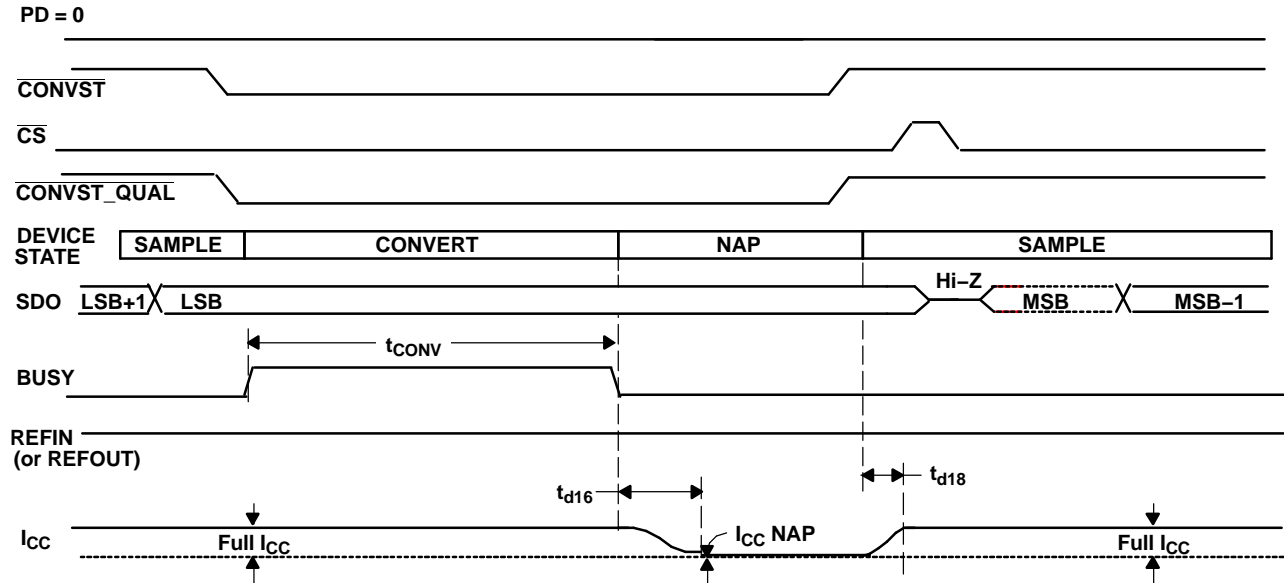 PD = 0
CONVST
CS
CONVST_QUAL
DEVICE STATE
SAMPLE
CONVERT
NAP
SAMPLE
SDO
LSB+1
LSB
Hi–Z
MSB
MSB–1
tCONV
BUSY
REFIN
(or REFOUT)
td16
td18
ICC
Full ICC
ICC NAP
Full ICC